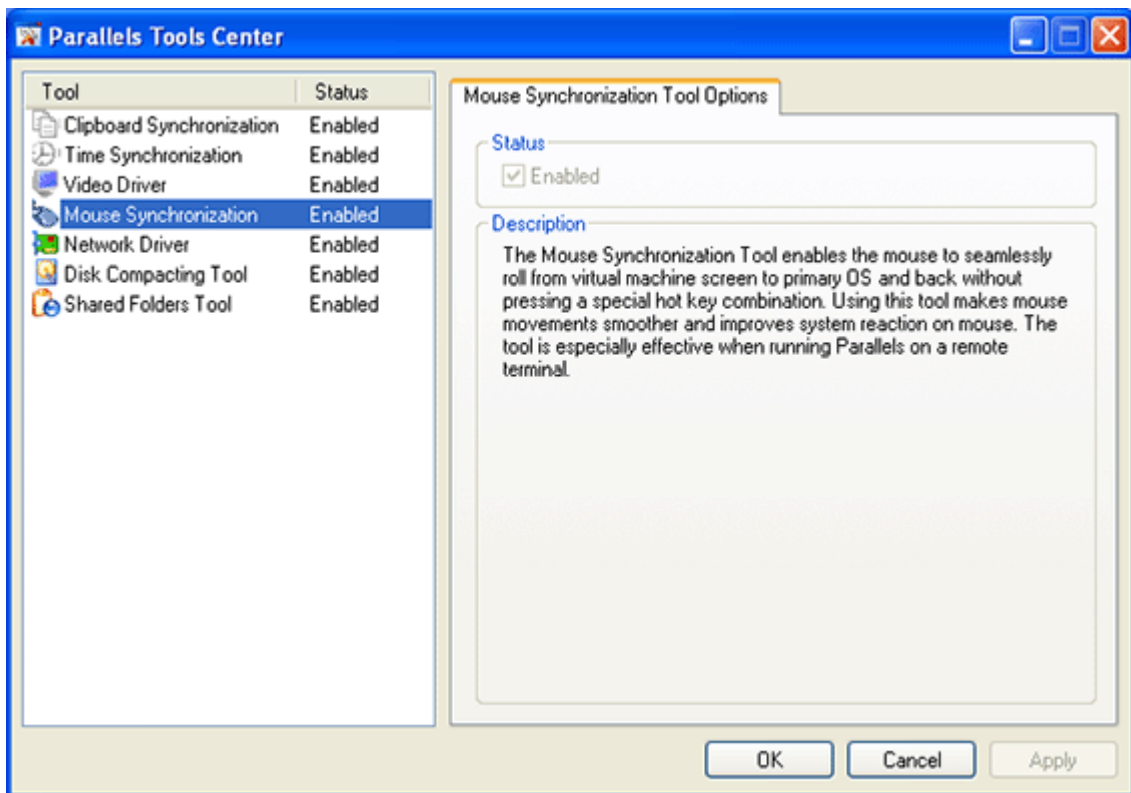 Parallels Tools Center
Tool Status
Clipboard Synchronization Enabled
Time Synchronization Enabled
Video Driver Enabled
Mouse Synchronization Enabled
Network Driver Enabled
Disk Compacting Tool Enabled
Shared Folders Tool Enabled
Mouse Synchronization Tool Options
Status
Enabled
Description
The Mouse Synchronization Tool enables the mouse to seamlessly
roll from virtual machine screen to primary OS and back without
pressing a special hot key combination. Using this tool makes mouse
movements smoother and improves system reaction on mouse. The
tool is especially effective when running Parallels on a remote
terminal.
OK Cancel Apply